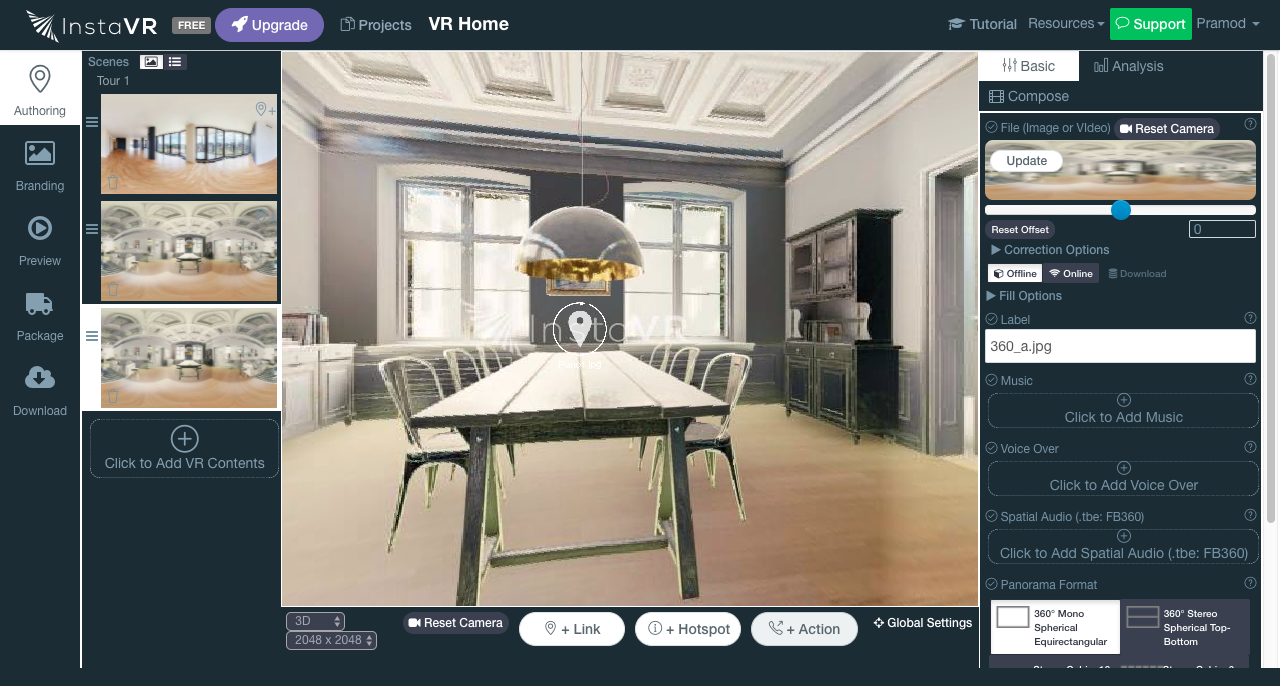 InstaVR
FREE
Upgrade
Projects
VR Home
Tutorial
Resources
Support
Pramod
Authoring
Branding
Preview
Package
Download
Scenes
Tour 1
Click to Add VR Contents
InstaVR
3D
2048 x 2048
Reset Camera
+ Link
+ Hotspot
+ Action
Global Settings
Basic
Analysis
Compose
File (Image or VIdeo)
Reset Camera
Update
Reset Offset
0
Correction Options
Offline
Online
Download
Fill Options
Label
360_a.jpg
Music
Click to Add Music
Voice Over
Click to Add Voice Over
Spatial Audio (.tbe: FB360)
Click to Add Spatial Audio (.tbe: FB360)
Panorama Format
360° Mono
Spherical
Equirectangular
360° Stereo
Spherical Top-
Bottom